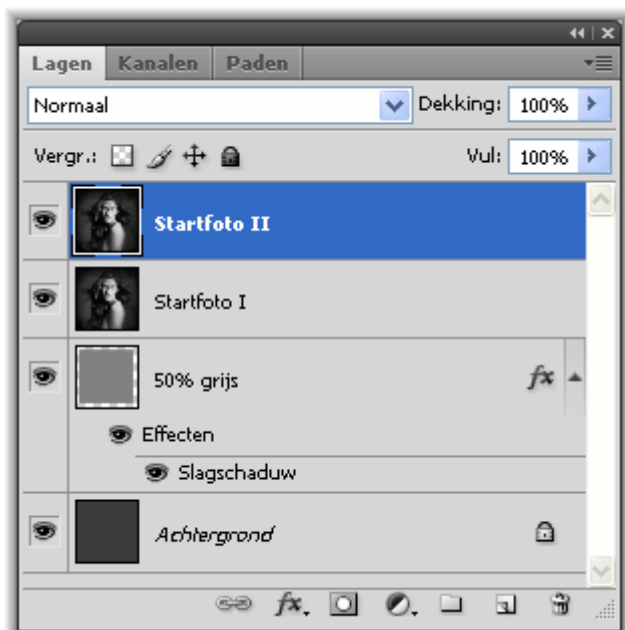 Lagen Kanalen Paden
Normaal Dekking: 100%
Vergr.: Vul: 100%
Startfoto II
Startfoto I
50% grijs fx
Effecten
Slagschaduw
Achtergrond
fx.